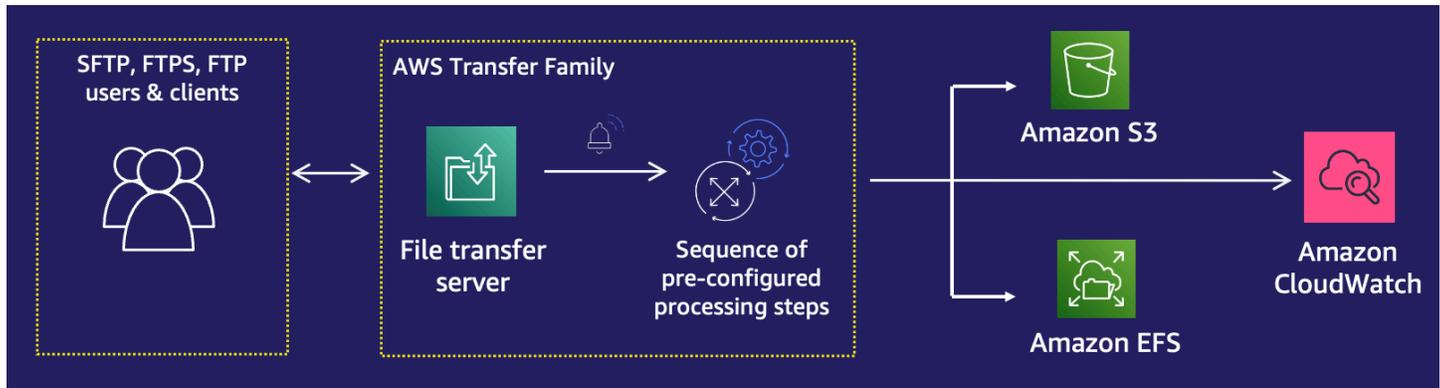 SFTP, FTPS, FTP
users & clients
AWS Transfer Family
File transfer
server
Sequence of
pre-configured
processing steps
Amazon S3
Amazon EFS
Amazon
CloudWatch